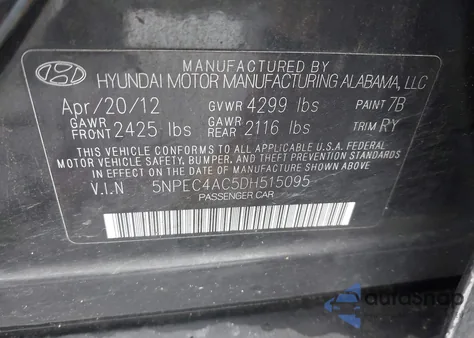 MANUFACTURED BY
HYUNDAI MOTOR MANUFACTURING ALABAMA, LLC
Apr/20/12 GVWR 4299 lbs PAINT 7B
GAWR FRONT 2425 lbs GAWR REAR 2116 lbs TRIM RY
THIS VEHICLE CONFORMS TO ALL APPLICABLE U.S.A. FEDERAL
MOTOR VEHICLE SAFETY, BUMPER, AND THEFT PREVENTION STANDARDS
IN EFFECT ON THE DATE OF MANUFACTURE SHOWN ABOVE.
V.I.N 5NPEC4AC5DH515095
PASSENGER CAR
autoSnap